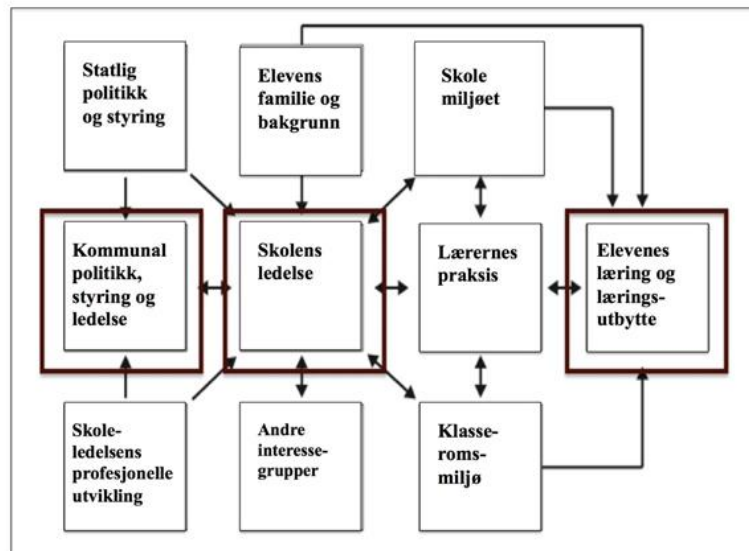 Statlig
politikk
og styring
Elevens
familie og
bakgrunn
Skole
miljøet
Kommunal
politikk,
styring og
ledelse
Skolens
ledelse
Lærernes
praksis
Elevenes
læring og
lærings-
utbytte
Skole-
ledelsens
profesjonelle
utvikling
Andre
interesse-
grupper
Klasse-
roms-
miljø